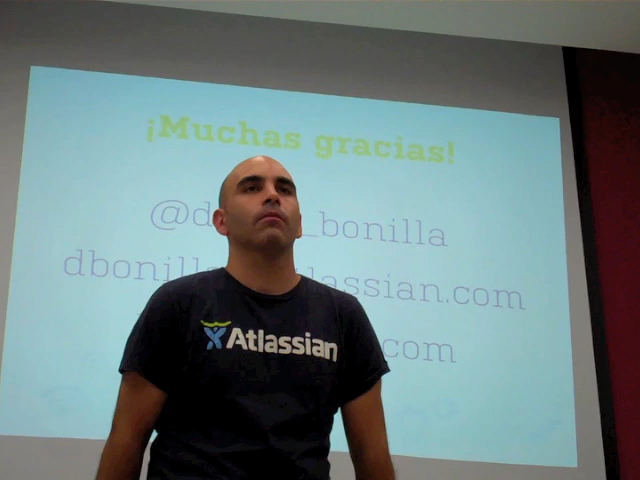 ¡Muchas gracias!
@d _bonilla
dbonill lassian.com
com
Atlassian